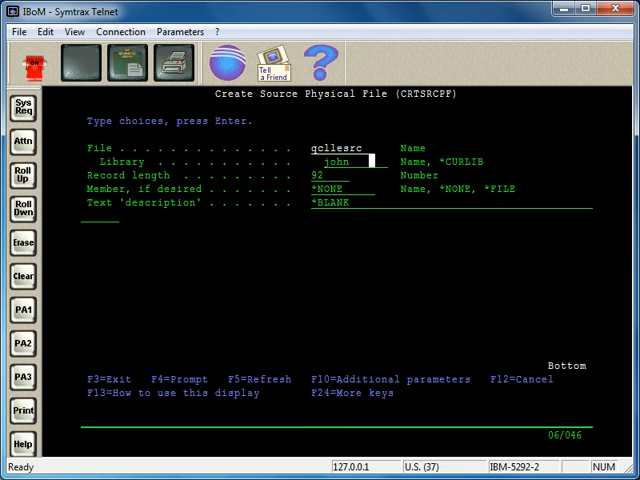 IBoM - Symtrax Telnet
File Edit View Connection Parameters ?
ON
Tell a Friend
?
Create Source Physical File (CRTSRCPF)
Type choices, press Enter.
File . . . . . . . . . . . . . . qcllesrc Name
Library . . . . . . . . . . . john Name, *CURLIB
Record length . . . . . . . . . 92 Number
Member, if desired . . . . . . . *NONE Name, *NONE, *FILE
Text 'description' . . . . . . . *BLANK
Sys Req
Attn
Roll Up
Roll Dwn
Erase
Clear
PA1
PA2
PA3
Print
Help
Bottom
F3=Exit F4=Prompt F5=Refresh F10=Additional parameters F12=Cancel
F13=How to use this display F24=More keys
06/046
Ready 127.0.0.1 U.S. (37) IBM-5292-2 NUM